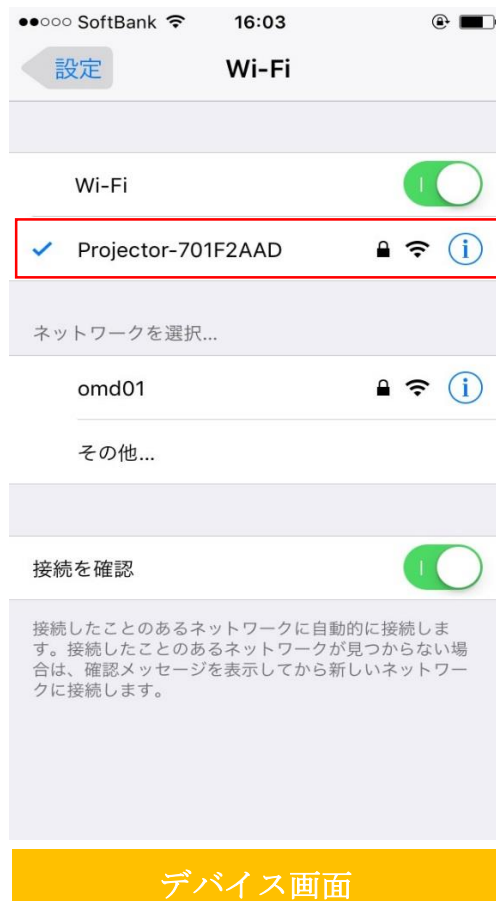 SoftBank 16:03
設定 Wi-Fi
Wi-Fi
Projector-701F2AAD
ネットワークを選択...
omd01
その他...
接続を確認
接続したことのあるネットワークに自動的に接続しま
す。接続したことのあるネットワークが見つからない場
合は、確認メッセージを表示してから新しいネットワー
クに接続します。
デバイス画面